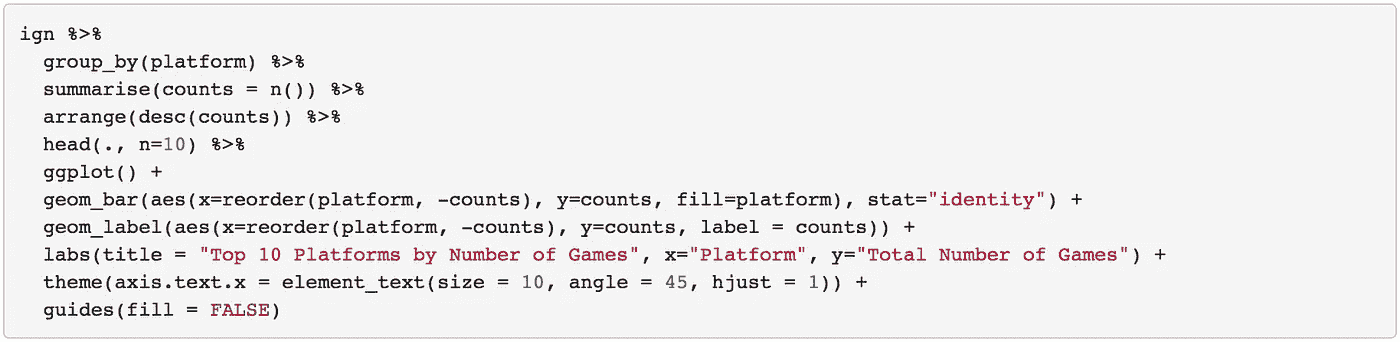 ign %>%
  group_by(platform) %>%
  summarise(counts = n()) %>%
  arrange(desc(counts)) %>%
  head(., n=10) %>%
  ggplot() +
  geom_bar(aes(x=reorder(platform, -counts), y=counts, fill=platform), stat="identity") +
  geom_label(aes(x=reorder(platform, -counts), y=counts, label = counts)) +
  labs(title = "Top 10 Platforms by Number of Games", x="Platform", y="Total Number of Games") +
  theme(axis.text.x = element_text(size = 10, angle = 45, hjust = 1)) +
  guides(fill = FALSE)